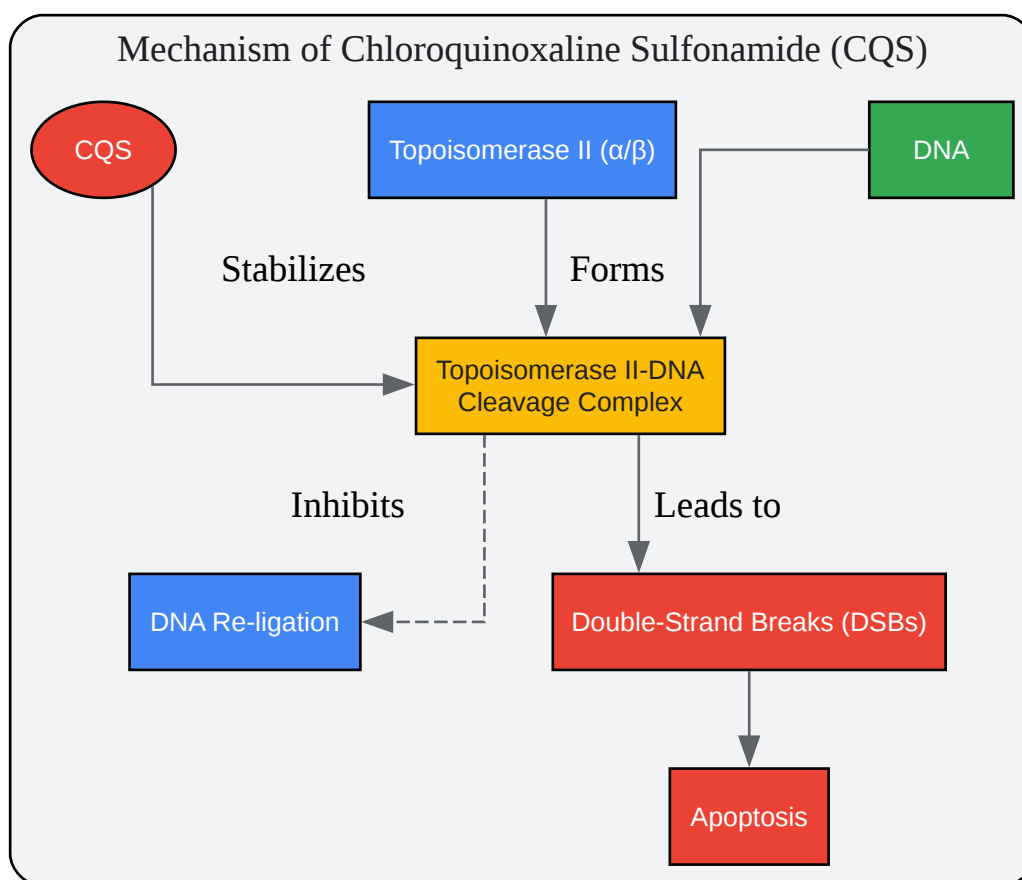 Mechanism of Chloroquinoxaline Sulfonamide (CQS)
CQS
Topoisomerase II (α/β)
DNA
Stabilizes
Forms
Topoisomerase II-DNA
Cleavage Complex
Inhibits
Leads to
DNA Re-ligation
Double-Strand Breaks (DSBs)
Apoptosis